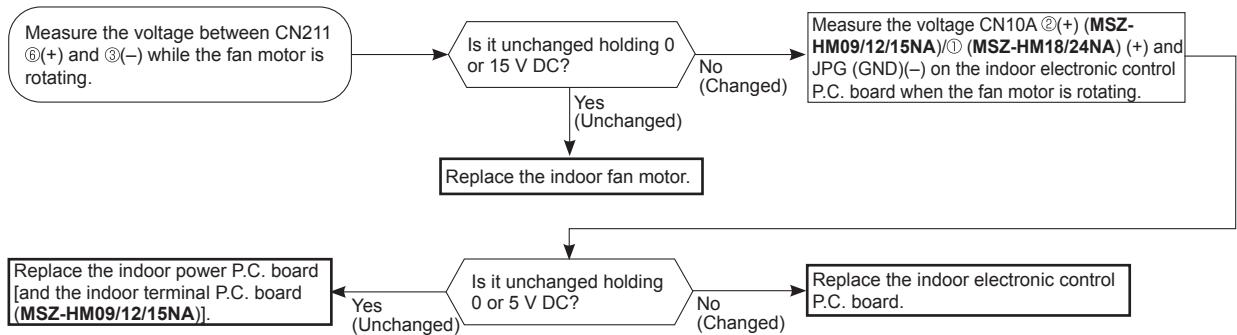 Measure the voltage between CN211
⑥(+) and ③(–) while the fan motor is
rotating.
Is it unchanged holding 0
or 15 V DC?
No
(Changed)
Measure the voltage CN10A ②(+) (MSZ-
HM09/12/15NA)/① (MSZ-HM18/24NA) (+) and
JPG (GND)(–) on the indoor electronic control
P.C. board when the fan motor is rotating.
Yes
(Unchanged)
Replace the indoor fan motor.
Replace the indoor power P.C. board
[and the indoor terminal P.C. board
(MSZ-HM09/12/15NA)].
Yes
(Unchanged)
Is it unchanged holding
0 or 5 V DC?
No
(Changed)
Replace the indoor electronic control
P.C. board.